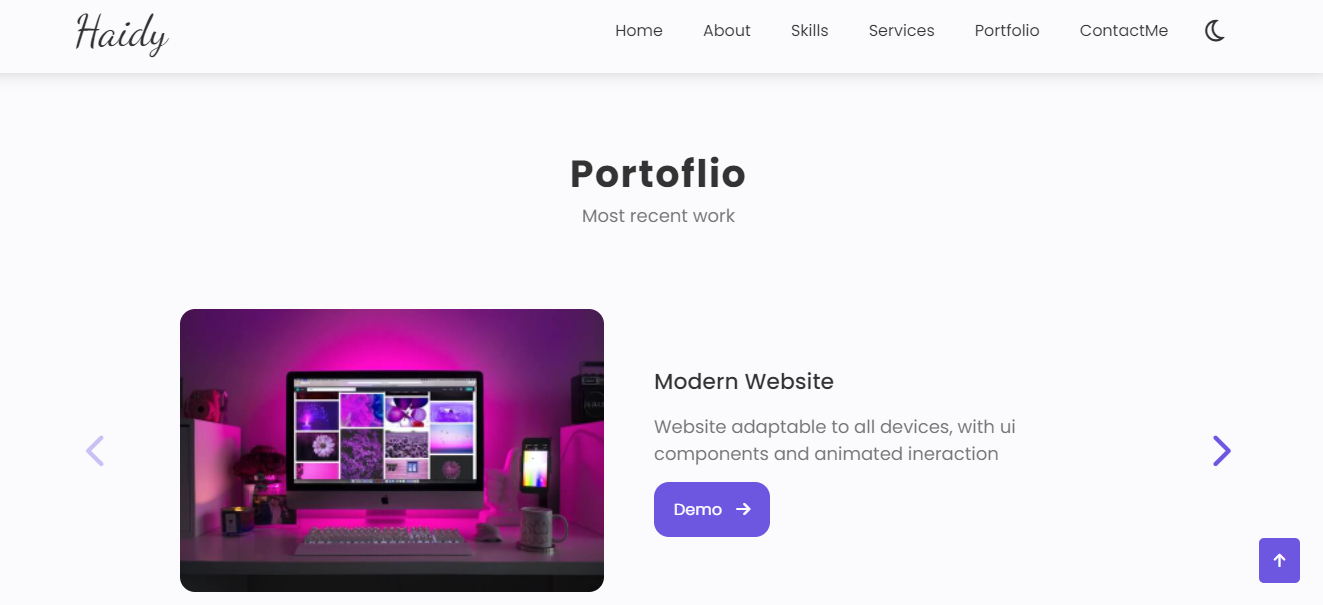 Haidy
Home About Skills Services Portfolio ContactMe
Portoflio
Most recent work
Modern Website
Website adaptable to all devices, with ui
components and animated ineraction
Demo